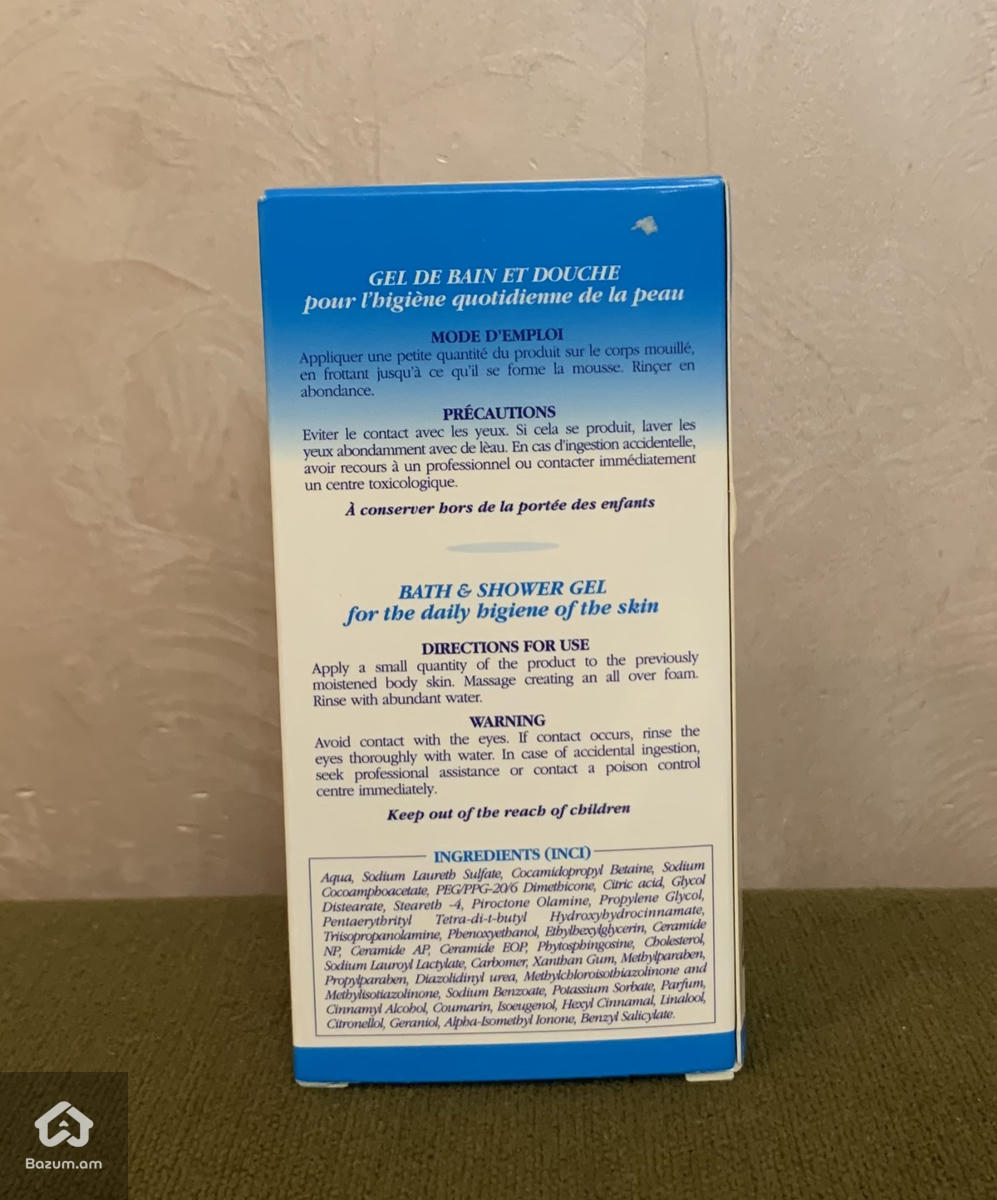 GEL DE BAIN ET DOUCHE
pour l'higiène quotidienne de la peau
MODE D'EMPLOI
Appliquer une petite quantité du produit sur le corps mouillé,
en frottant jusqu'à ce qu'il se forme la mousse. Rinçer en
abondance.
PRÉCAUTIONS
Eviter le contact avec les yeux. Si cela se produit, laver les
yeux abondamment avec de lèau. En cas d'ingestion accidentelle,
avoir recours à un professionnel ou contacter immédiatement
un centre toxicologique.
À conserver hors de la portée des enfants
BATH & SHOWER GEL
for the daily higiene of the skin
DIRECTIONS FOR USE
Apply a small quantity of the product to the previously
moistened body skin. Massage creating an all over foam.
Rinse with abundant water.
WARNING
Avoid contact with the eyes. If contact occurs, rinse the
eyes thoroughly with water. In case of accidental ingestion,
seek professional assistance or contact a poison control
centre immediately.
Keep out of the reach of children
INGREDIENTS (INCI)
Aqua, Sodium Laureth Sulfate, Cocamidopropyl Betaine, Sodium
Cocoamphoacetate, PEG/PPG-20/6 Dimethicone, Citric acid, Glycol
Distearate, Steareth -4, Piroctone Olamine, Propylene Glycol,
Pentaerythrityl Tetra-di-t-butyl Hydroxyhydrocinnamate,
Triisopropanolamine, Phenoxyethanol, Ethylhexylglycerin, Ceramide
NP, Ceramide AP, Ceramide EOP, Phytosphingosine, Cholesterol,
Sodium Lauroyl Lactylate, Carbomer, Xanthan Gum, Methylparaben,
Propylparaben, Diazolidinyl urea, Methylchloroisothiazolinone and
Methylisotiazolinone, Sodium Benzoate, Potassium Sorbate, Parfum,
Cinnamyl Alcohol, Coumarin, Isoeugenol, Hexyl Cinnamal, Linalool,
Citronellol, Geraniol, Alpha-Isomethyl Ionone, Benzyl Salicylate.
Bazum.am